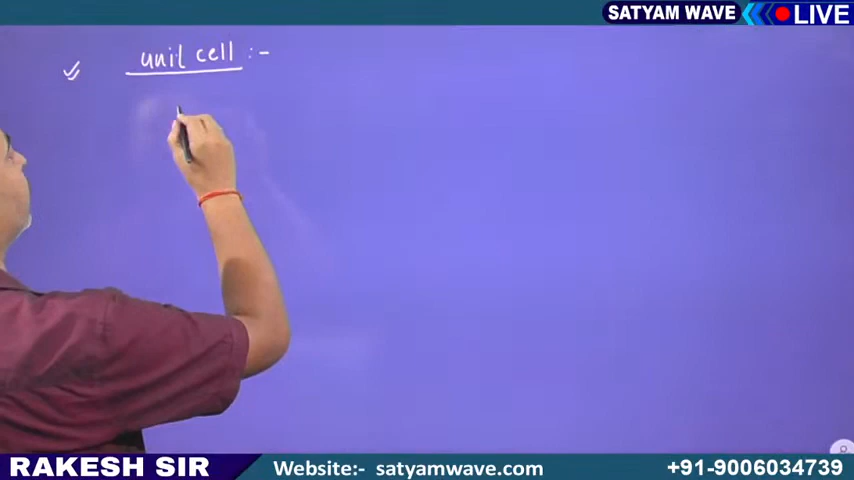 SATYAM WAVE LIVE
unit cell :-
RAKESH SIR Website:- satyamwave.com +91-9006034739